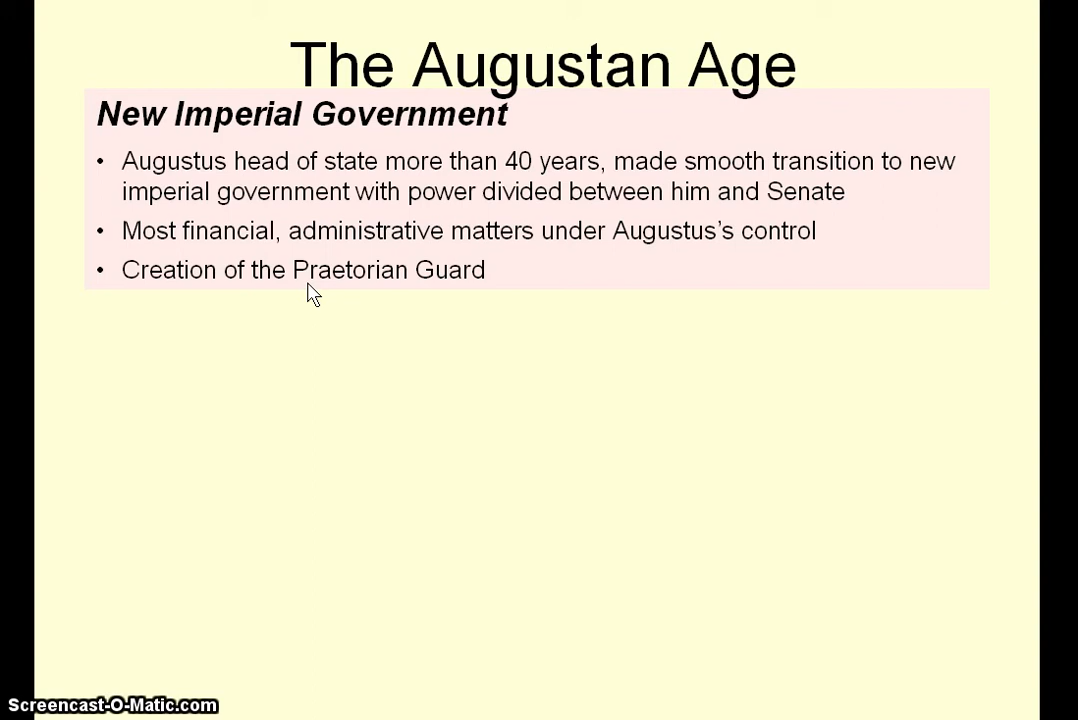 The Augustan Age
New Imperial Government
• Augustus head of state more than 40 years, made smooth transition to new
imperial government with power divided between him and Senate
• Most financial, administrative matters under Augustus’s control
• Creation of the Praetorian Guard
Screencast-O-Matic.com